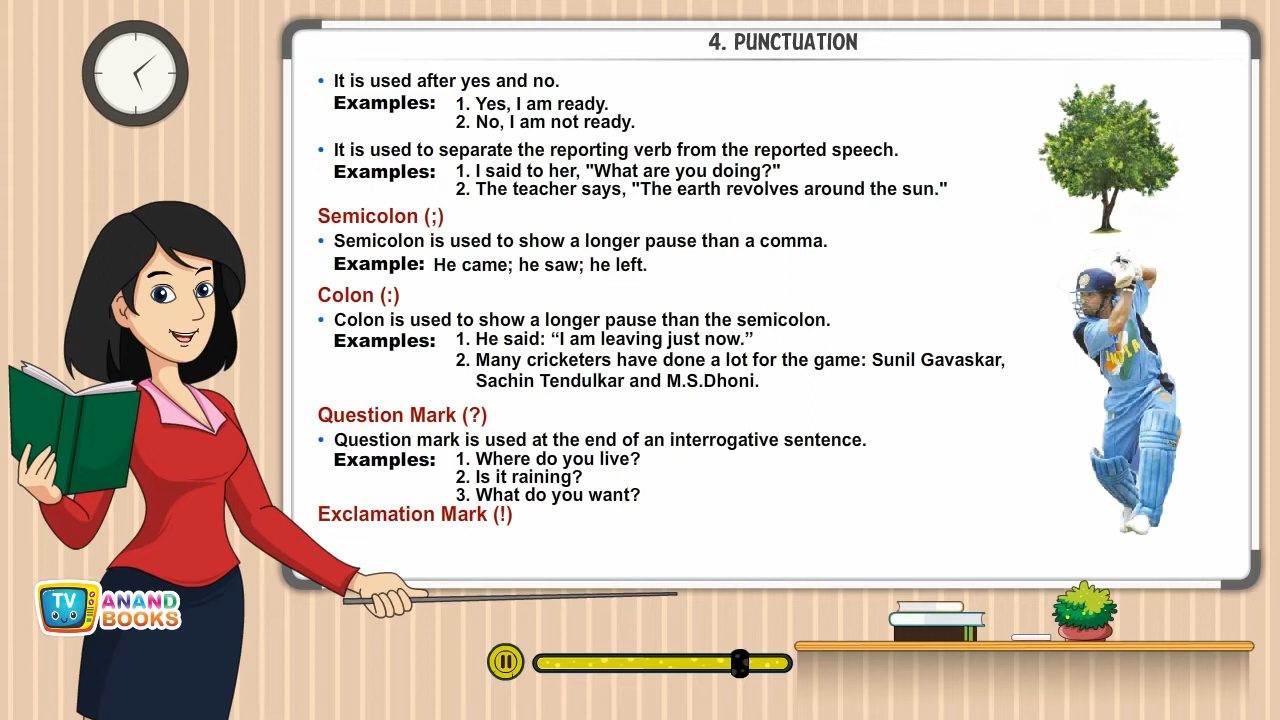 4. PUNCTUATION
• It is used after yes and no.
Examples: 1. Yes, I am ready.
2. No, I am not ready.
• It is used to separate the reporting verb from the reported speech.
Examples: 1. I said to her, "What are you doing?"
2. The teacher says, "The earth revolves around the sun."
Semicolon (;)
• Semicolon is used to show a longer pause than a comma.
Example: He came; he saw; he left.
Colon (:)
• Colon is used to show a longer pause than the semicolon.
Examples: 1. He said: “I am leaving just now.”
2. Many cricketers have done a lot for the game: Sunil Gavaskar,
Sachin Tendulkar and M.S.Dhoni.
Question Mark (?)
• Question mark is used at the end of an interrogative sentence.
Examples: 1. Where do you live?
2. Is it raining?
3. What do you want?
Exclamation Mark (!)
TV
ANAND
BOOKS